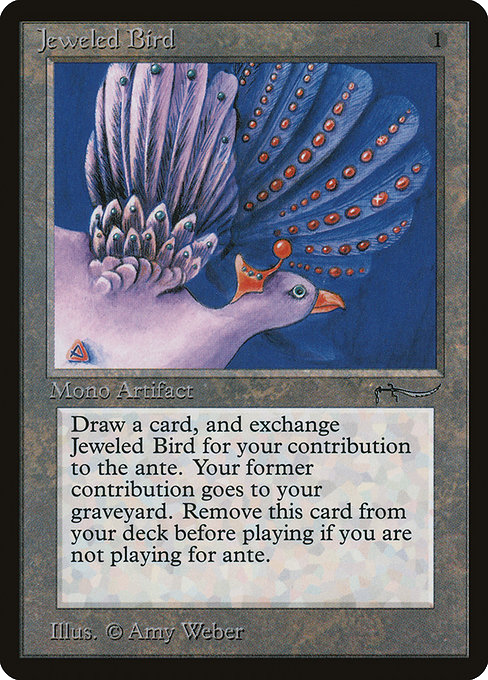 Jeweled Bird 1
Mono Artifact
Draw a card, and exchange
Jeweled Bird for your contribution
to the ante. Your former
contribution goes to your
graveyard. Remove this card from
your deck before playing if you are
not playing for ante.
Illus. © Amy Weber